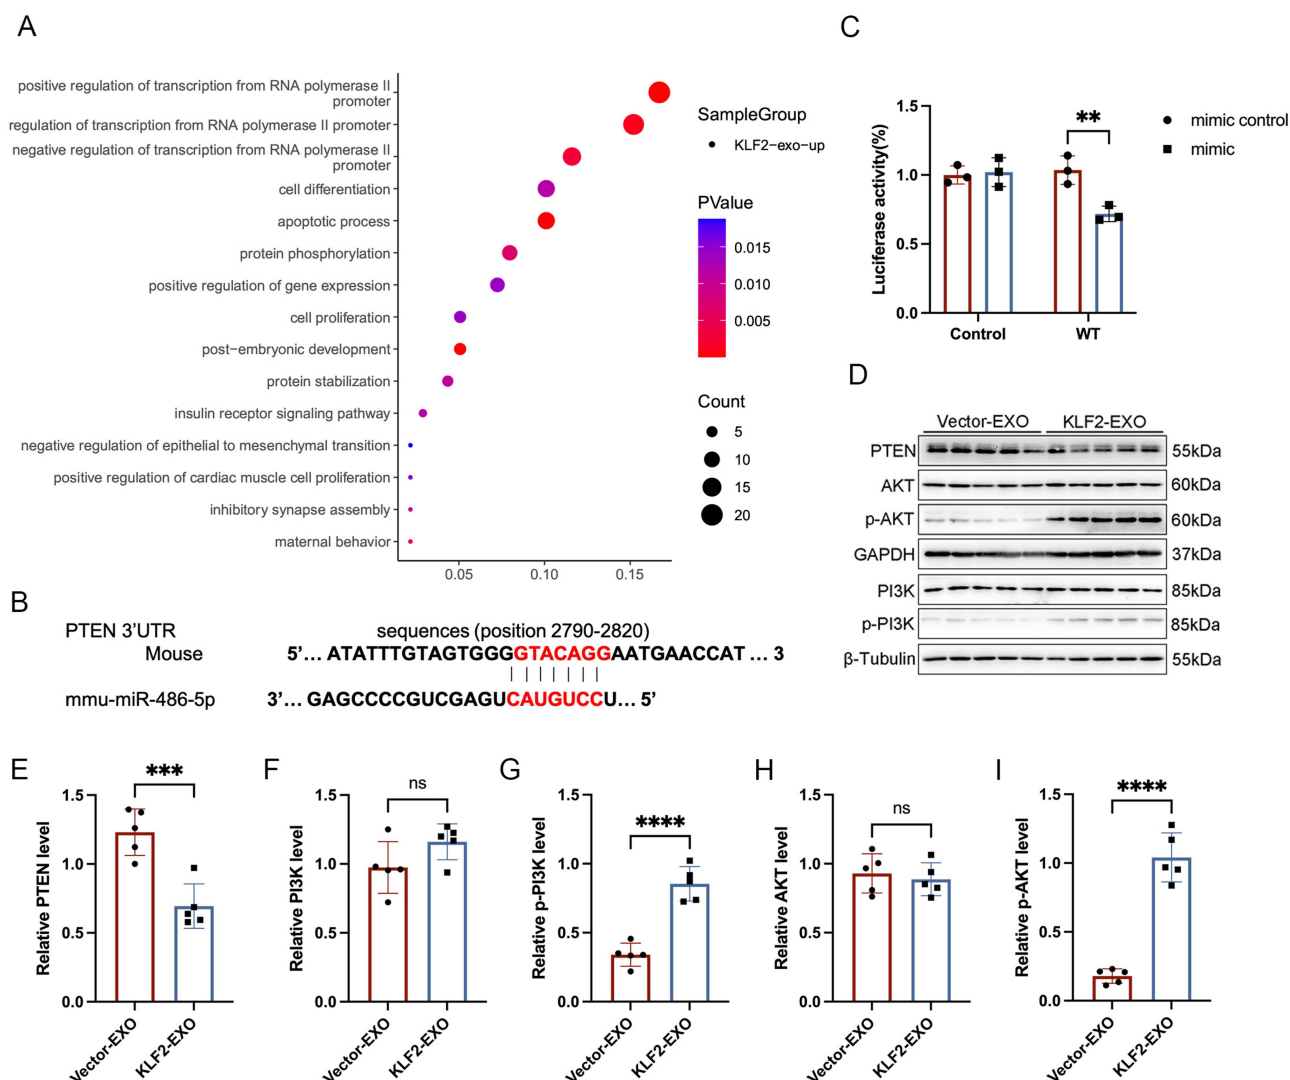 A
positive regulation of transcription from RNA polymerase II
promoter
regulation of transcription from RNA polymerase II promoter
negative regulation of transcription from RNA polymerase II
promoter
cell differentiation
apoptotic process
protein phosphorylation
positive regulation of gene expression
cell proliferation
post−embryonic development
protein stabilization
insulin receptor signaling pathway
negative regulation of epithelial to mesenchymal transition
positive regulation of cardiac muscle cell proliferation
inhibitory synapse assembly
maternal behavior
0.05 0.10 0.15
SampleGroup
KLF2−exo−up
PValue
0.015
0.010
0.005
Count
5
10
15
20
C
Luciferase activity(%)
1.5
1.0
0.5
0.0
**
Control WT
mimic control
mimic
D
Vector-EXO KLF2-EXO
PTEN 55kDa
AKT 60kDa
p-AKT 60kDa
GAPDH 37kDa
PI3K 85kDa
p-PI3K 85kDa
β-Tubulin 55kDa
B
PTEN 3’UTR sequences (position 2790-2820)
Mouse 5’... ATATTTGTAGTGGGGTACAGGAATGAACCAT ... 3
mmu-miR-486-5p 3’... GAGCCCCGUCGAGUCAUGUCCU... 5’
E
Relative PTEN level
1.5
1.0
0.5
0.0
***
Vector-EXO
KLF2-EXO
F
Relative PI3K level
1.5
1.0
0.5
0.0
ns
Vector-EXO
KLF2-EXO
G
Relative p-PI3K level
1.5
1.0
0.5
0.0
****
Vector-EXO
KLF2-EXO
H
Relative AKT level
1.5
1.0
0.5
0.0
ns
Vector-EXO
KLF2-EXO
I
Relative p-AKT level
1.5
1.0
0.5
0.0
****
Vector-EXO
KLF2-EXO